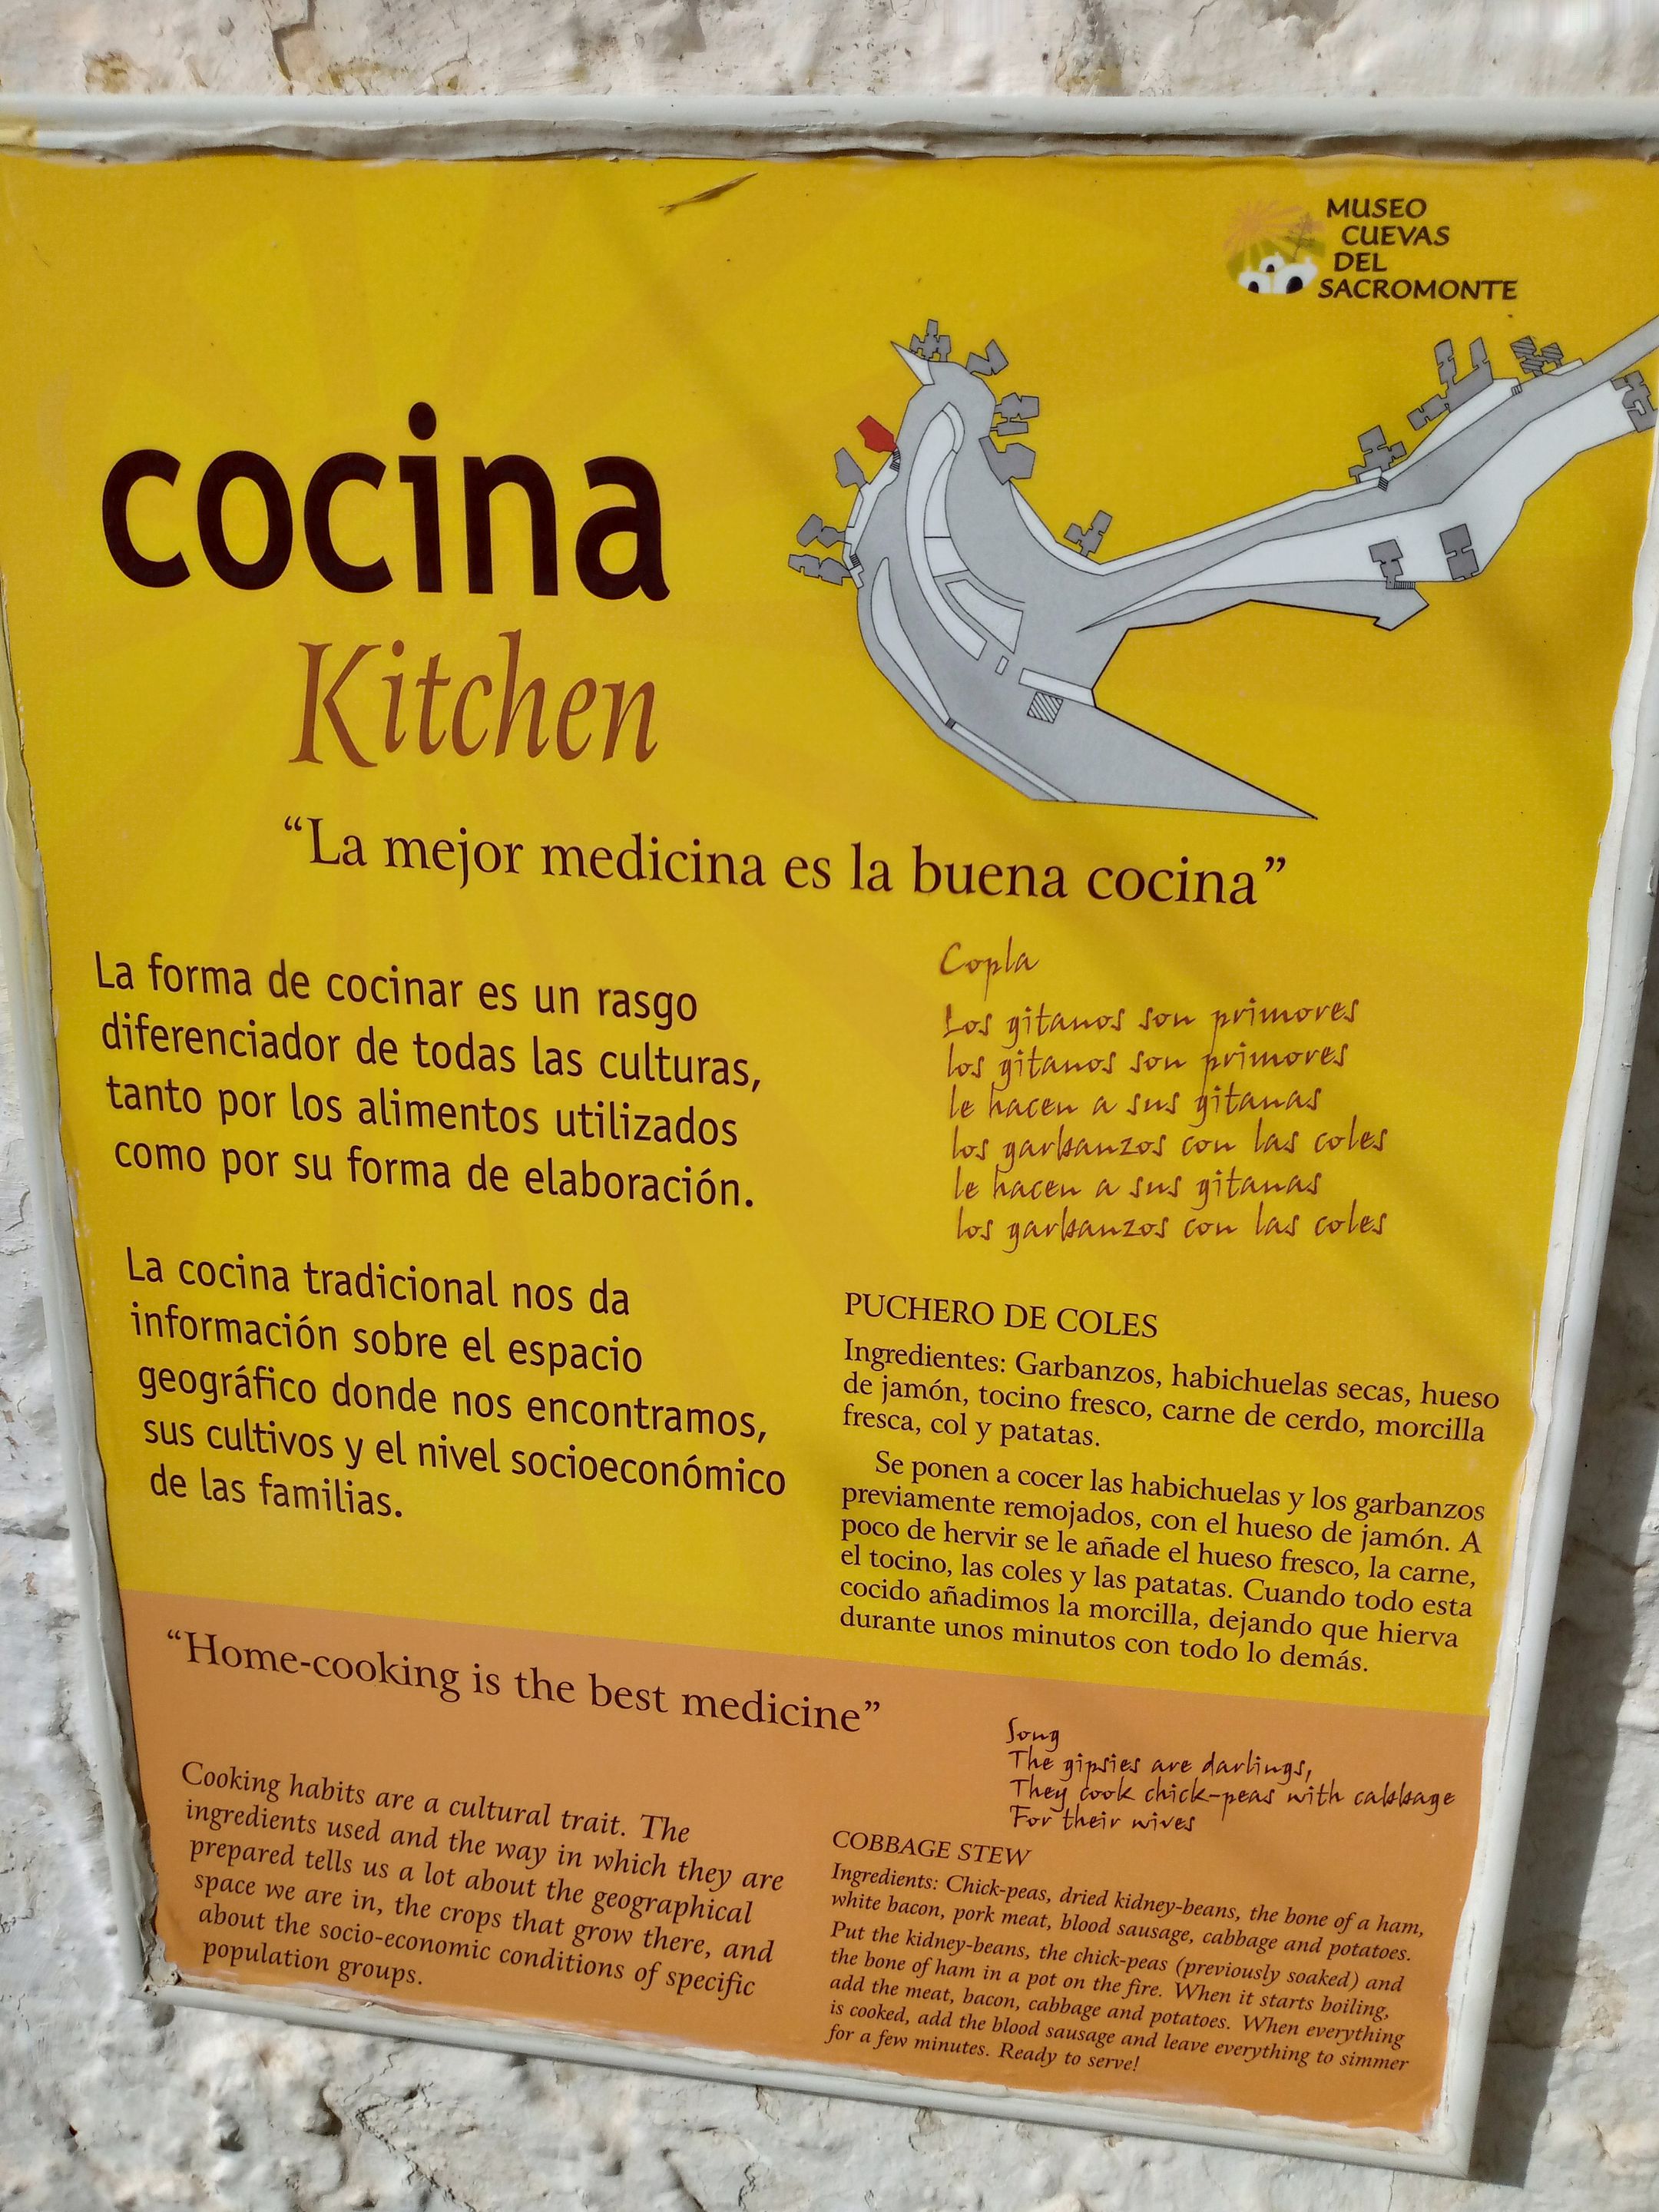 MUSEO
CUEVAS
DEL
SACROMONTE
cocina
Kitchen
“La mejor medicina es la buena cocina”
La forma de cocinar es un rasgo
diferenciador de todas las culturas,
tanto por los alimentos utilizados
como por su forma de elaboración.
La cocina tradicional nos da
información sobre el espacio
geográfico donde nos encontramos,
sus cultivos y el nivel socioeconómico
de las familias.
Copla
Los gitanos son primores
los gitanos son primores
le hacen a sus gitanas
los garbanzos con las coles
le hacen a sus gitanas
los garbanzos con las coles
PUCHERO DE COLES
Ingredientes: Garbanzos, habichuelas secas, hueso
de jamón, tocino fresco, carne de cerdo, morcilla
fresca, col y patatas.
Se ponen a cocer las habichuelas y los garbanzos
previamente remojados, con el hueso de jamón. A
poco de hervir se le añade el hueso fresco, la carne,
el tocino, las coles y las patatas. Cuando todo esta
cocido añadimos la morcilla, dejando que hierva
durante unos minutos con todo lo demás.
“Home-cooking is the best medicine”
Cooking habits are a cultural trait. The
ingredients used and the way in which they are
prepared tells us a lot about the geographical
space we are in, the crops that grow there, and
about the socio-economic conditions of specific
population groups.
Song
The gipsies are darlings,
They cook chick-peas with cabbage
For their wives
COBBAGE STEW
Ingredients: Chick-peas, dried kidney-beans, the bone of a ham,
white bacon, pork meat, blood sausage, cabbage and potatoes.
Put the kidney-beans, the chick-peas (previously soaked) and
the bone of ham in a pot on the fire. When it starts boiling,
add the meat, bacon, cabbage and potatoes. When everything
is cooked, add the blood sausage and leave everything to simmer
for a few minutes. Ready to serve!